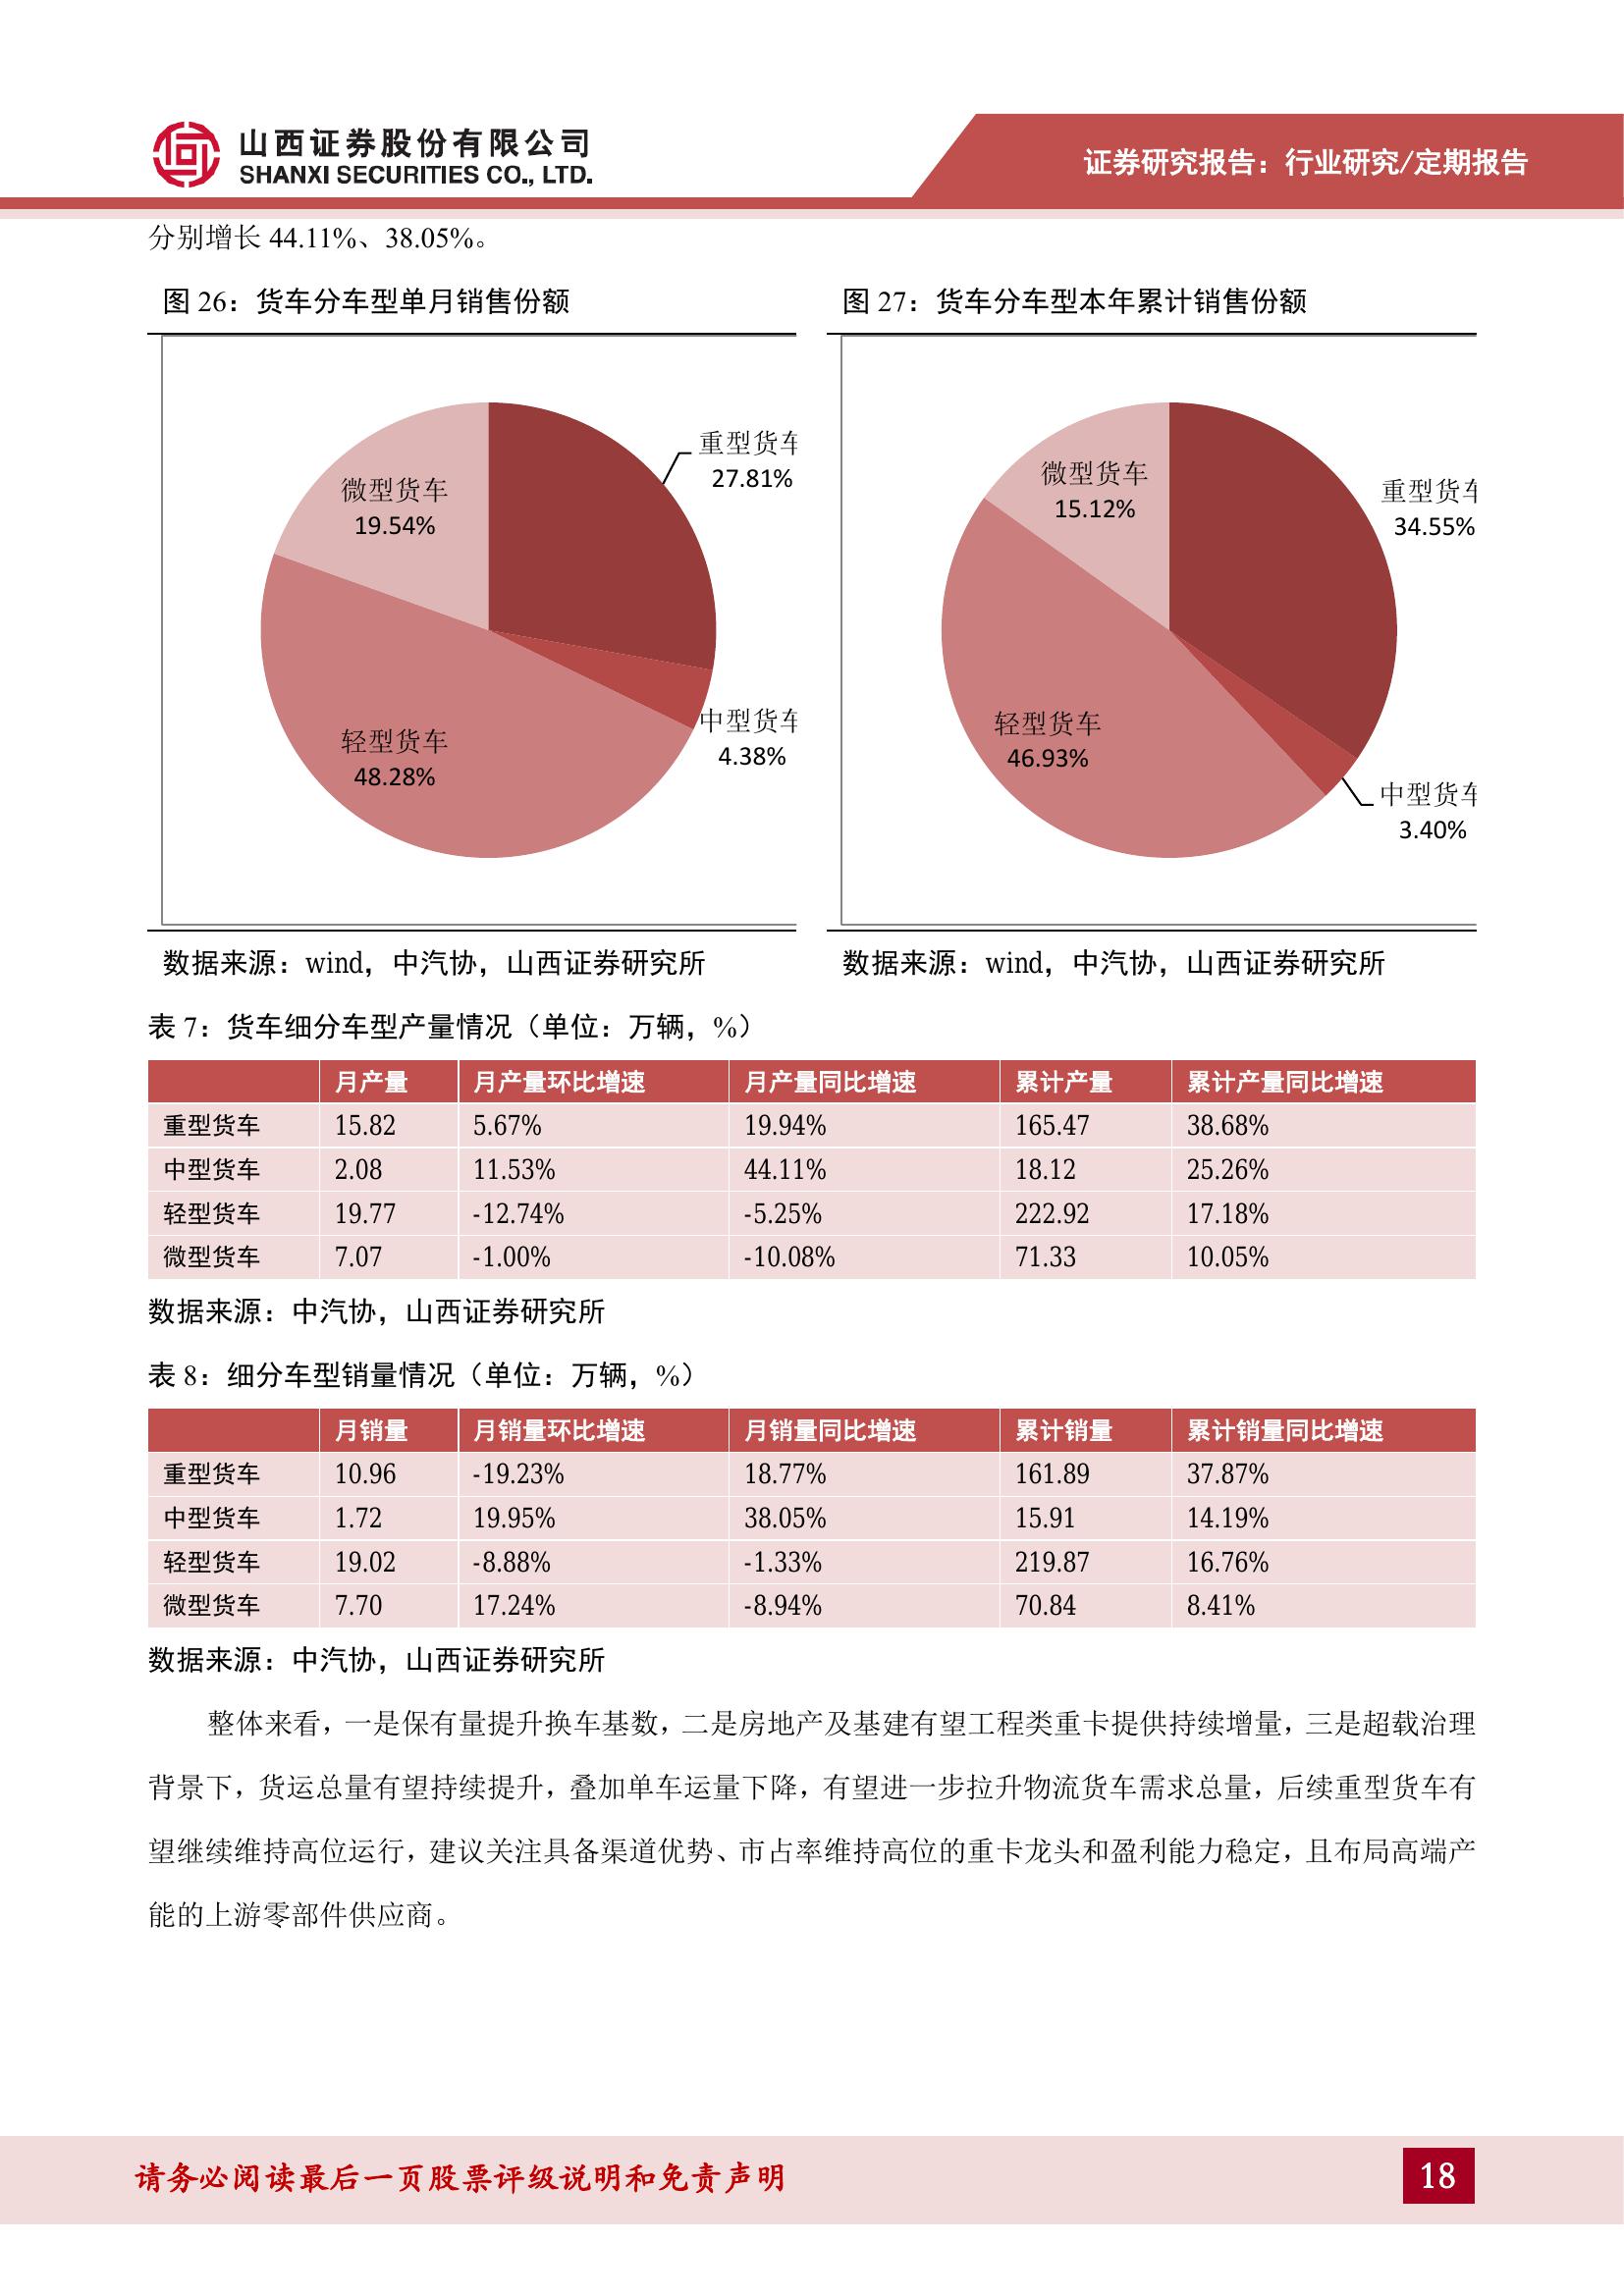 山西证券股份有限公司
SHANXI SECURITIES CO., LTD.
证券研究报告：行业研究/定期报告
分别增长 44.11%、38.05%。
图 26：货车分车型单月销售份额
重型货车
27.81%
微型货车
19.54%
中型货车
4.38%
轻型货车
48.28%
数据来源：wind，中汽协，山西证券研究所
图 27：货车分车型本年累计销售份额
微型货车
15.12%
重型货车
34.55%
轻型货车
46.93%
中型货车
3.40%
数据来源：wind，中汽协，山西证券研究所
表 7：货车细分车型产量情况（单位：万辆，%）
月产量 月产量环比增速 月产量同比增速 累计产量 累计产量同比增速
重型货车 15.82 5.67% 19.94% 165.47 38.68%
中型货车 2.08 11.53% 44.11% 18.12 25.26%
轻型货车 19.77 -12.74% -5.25% 222.92 17.18%
微型货车 7.07 -1.00% -10.08% 71.33 10.05%
数据来源：中汽协，山西证券研究所
表 8：细分车型销量情况（单位：万辆，%）
月销量 月销量环比增速 月销量同比增速 累计销量 累计销量同比增速
重型货车 10.96 -19.23% 18.77% 161.89 37.87%
中型货车 1.72 19.95% 38.05% 15.91 14.19%
轻型货车 19.02 -8.88% -1.33% 219.87 16.76%
微型货车 7.70 17.24% -8.94% 70.84 8.41%
数据来源：中汽协，山西证券研究所
整体来看，一是保有量提升换车基数，二是房地产及基建有望工程类重卡提供持续增量，三是超载治理
背景下，货运总量有望持续提升，叠加单车运量下降，有望进一步拉升物流货车需求总量，后续重型货车有
望继续维持高位运行，建议关注具备渠道优势、市占率维持高位的重卡龙头和盈利能力稳定，且布局高端产
能的上游零部件供应商。
请务必阅读最后一页股票评级说明和免责声明
18